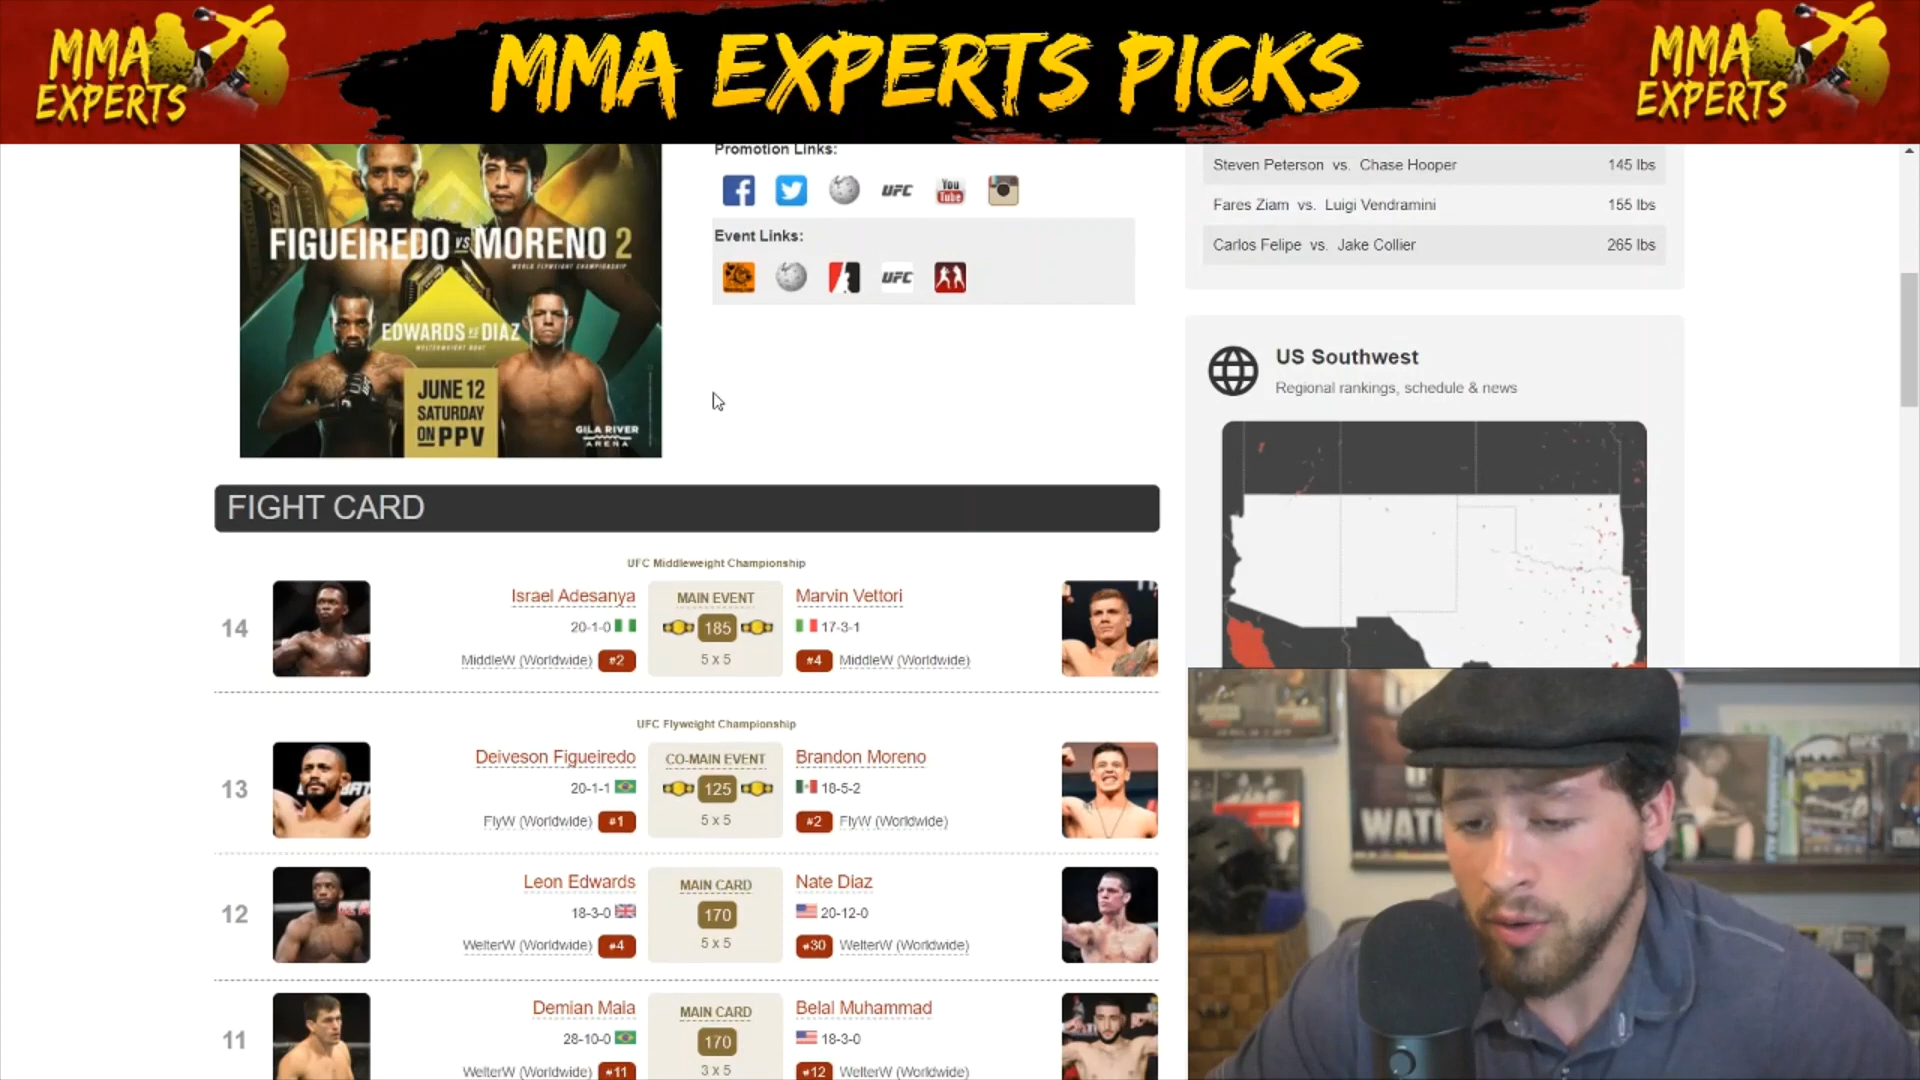 MMA
EXPERTS
MMA EXPERTS PICKS
MMA
EXPERTS
Promotion Links:
UFC
You
Tube
Event Links:
UFC
FIGUEIREDO VS MORENO 2
WORLD FLYWEIGHT CHAMPIONSHIP
EDWARDS VS DIAZ
WELTERWEIGHT BOUT
JUNE 12
SATURDAY
ON PPV
GILA RIVER
ARENA
Steven Peterson vs. Chase Hooper 145 lbs
Fares Ziam vs. Luigi Vendramini 155 lbs
Carlos Felipe vs. Jake Collier 265 lbs
US Southwest
Regional rankings, schedule & news
FIGHT CARD
UFC Middleweight Championship
14
Israel Adesanya MAIN EVENT Marvin Vettori
20-1-0 185 17-3-1
MiddleW (Worldwide) #2 5 x 5 #4 MiddleW (Worldwide)
UFC Flyweight Championship
13
Deiveson Figueiredo CO-MAIN EVENT Brandon Moreno
20-1-1 125 18-5-2
FlyW (Worldwide) #1 5 x 5 #2 FlyW (Worldwide)
12
Leon Edwards MAIN CARD Nate Diaz
18-3-0 170 20-12-0
WelterW (Worldwide) #4 5 x 5 #30 WelterW (Worldwide)
11
Demian Maia MAIN CARD Belal Muhammad
28-10-0 170 18-3-0
WelterW (Worldwide) #11 3 x 5 #12 WelterW (Worldwide)
WAT